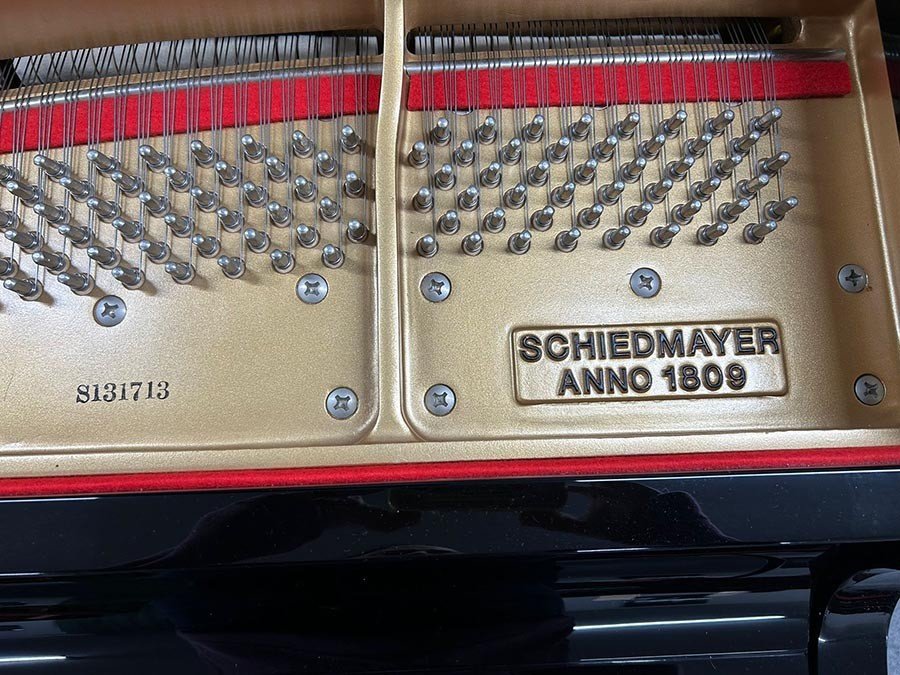 SCHIEDMAYER
ANNO 1809
S131713